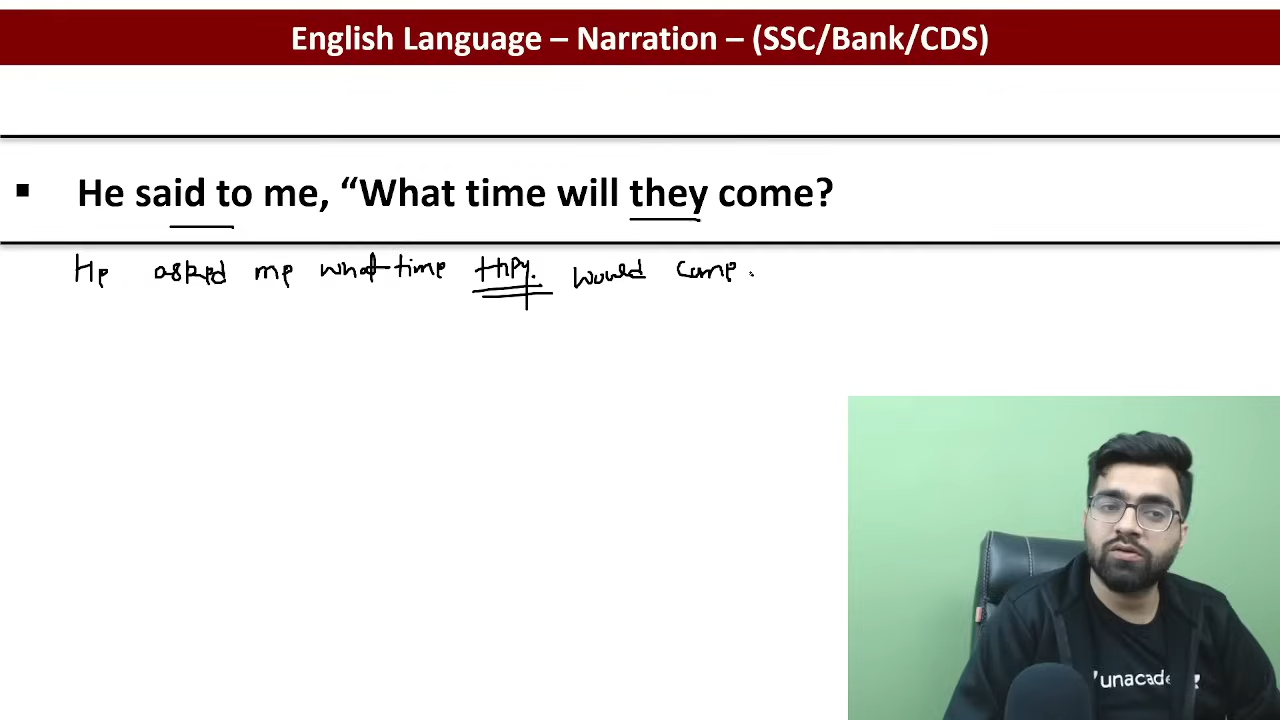 English Language – Narration – (SSC/Bank/CDS)
▪ He said to me, “What time will they come?
He asked me what time they. would come.
unacade